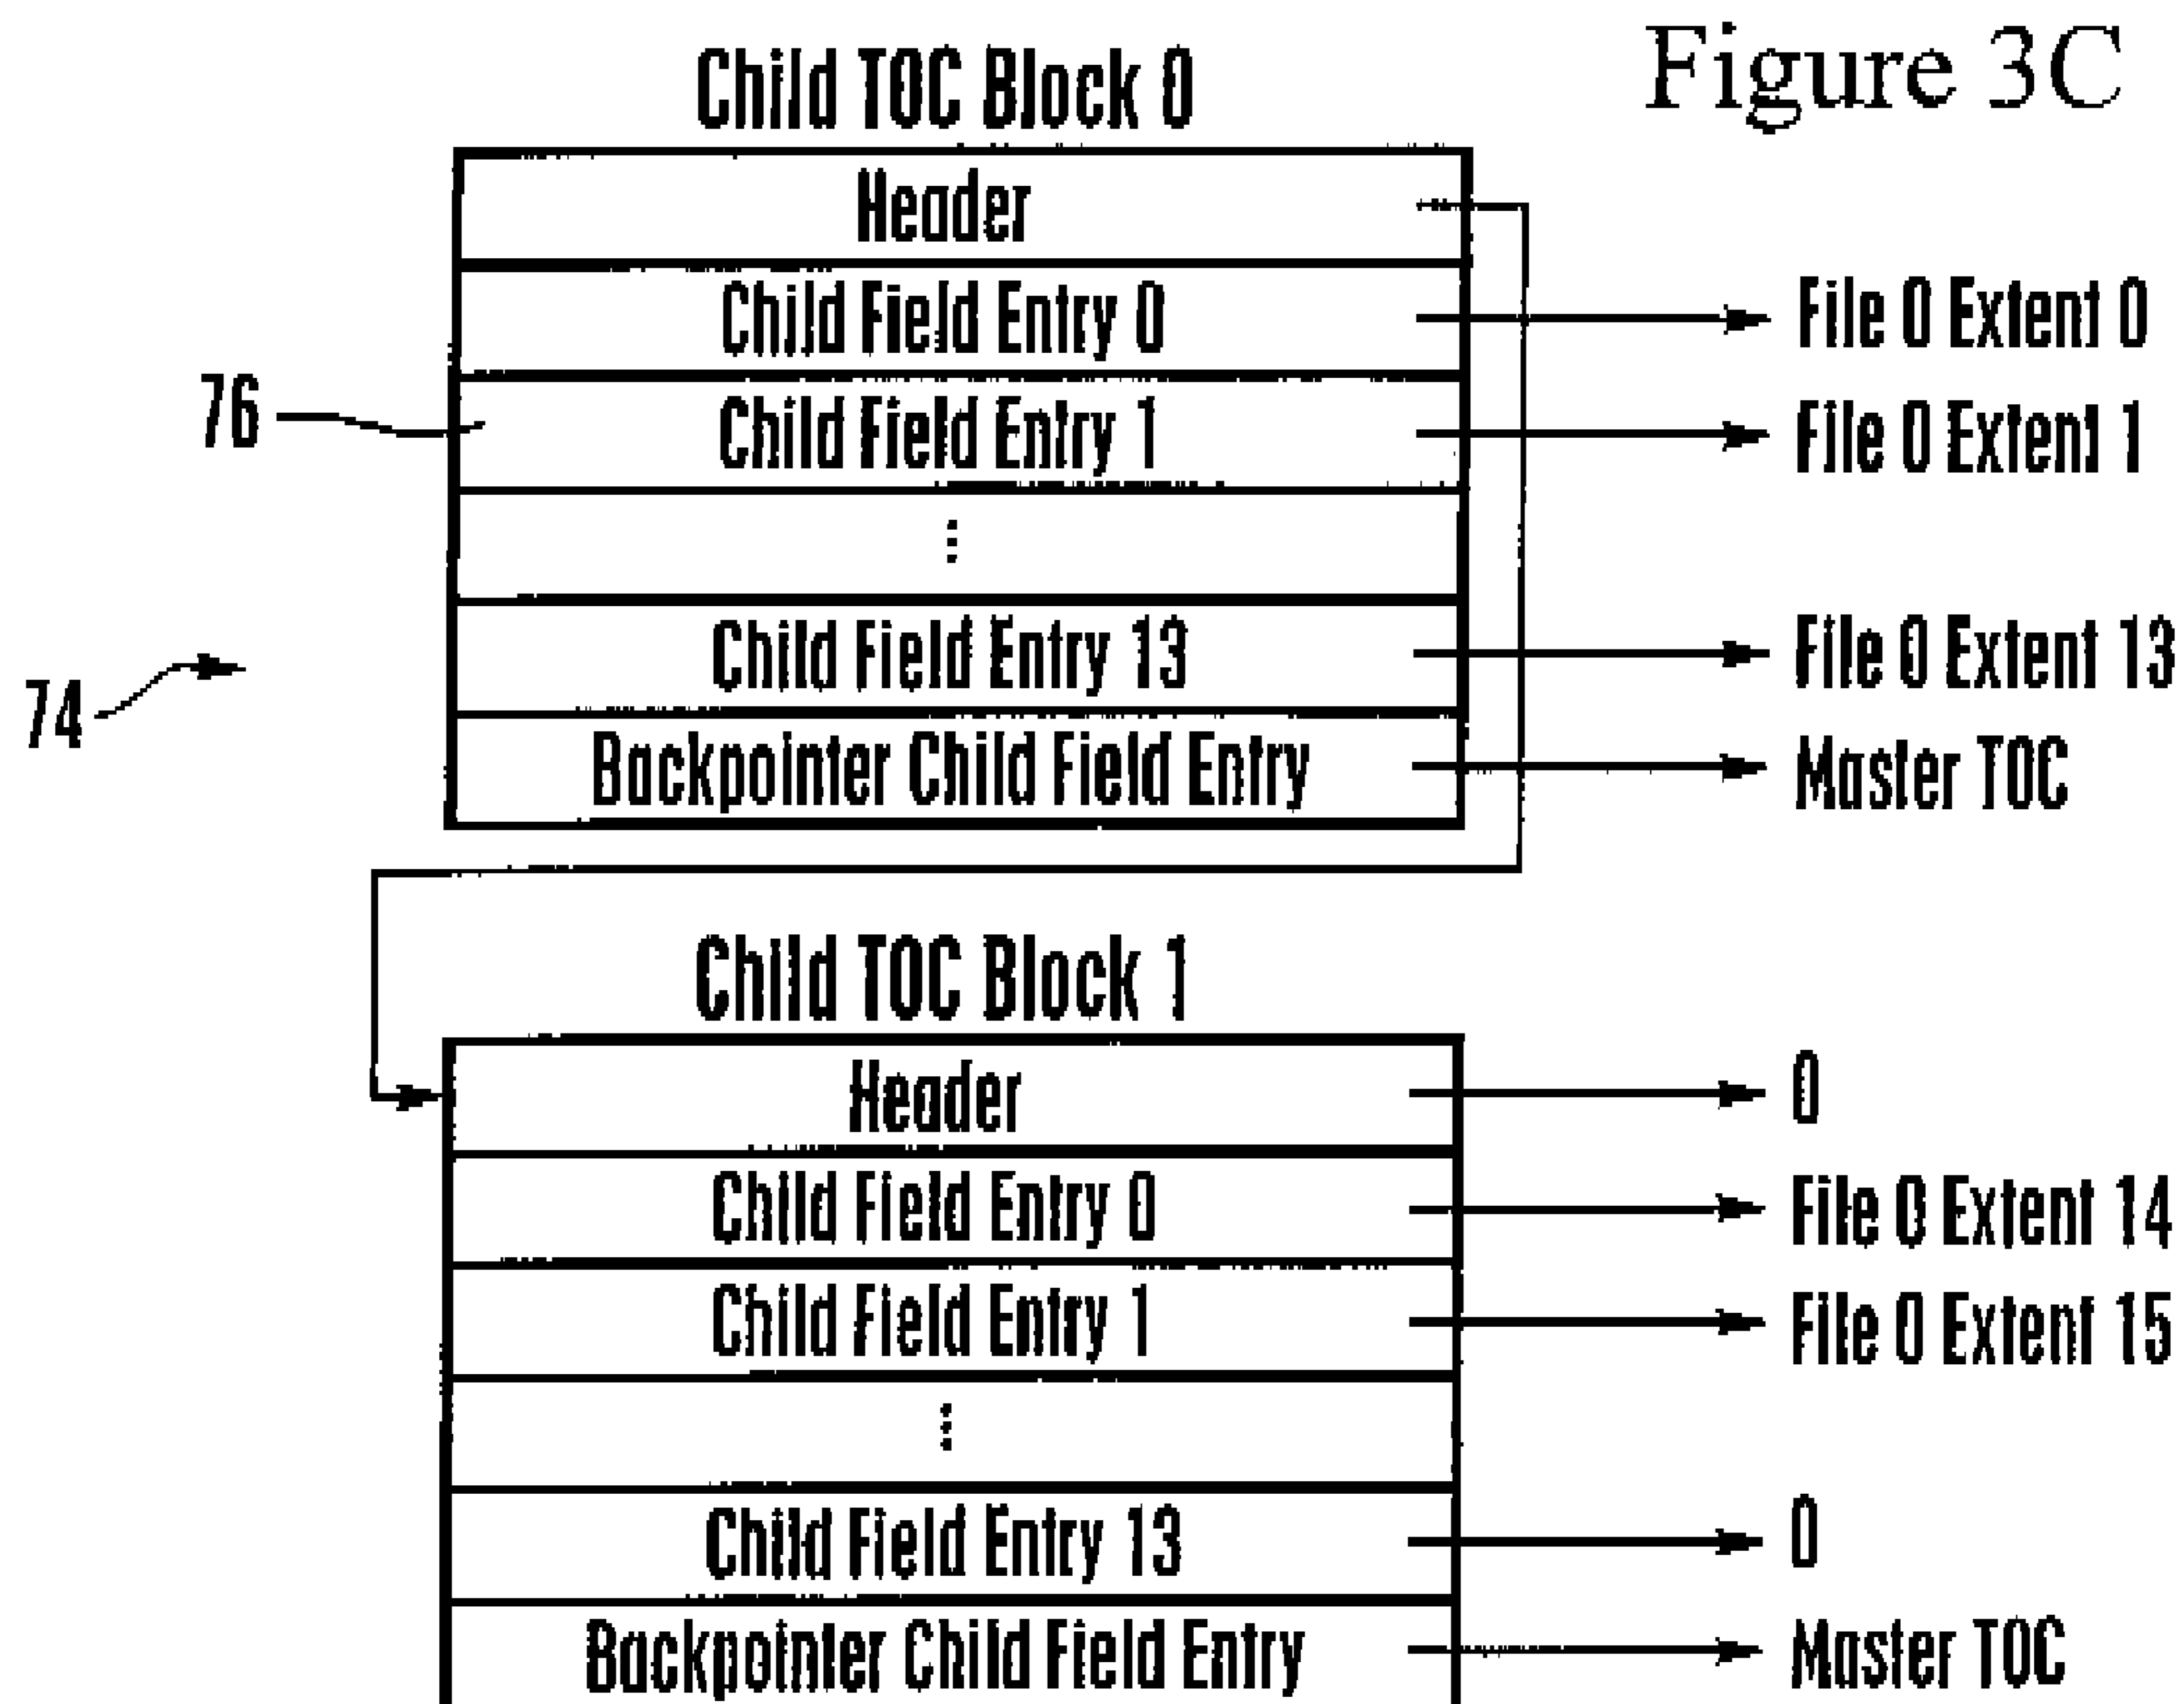 Figure 3C
Child TOC Block 0
Header
Child Field Entry 0
File 0 Extent 0
76
Child Field Entry 1
File 0 Extent 1
⋮
Child Field Entry 13
File 0 Extent 13
74
Backpointer Child Field Entry
Master TOC
Child TOC Block 1
Header
0
Child Field Entry 0
File 0 Extent 14
Child Field Entry 1
File 0 Extent 15
⋮
Child Field Entry 13
0
Backpointer Child Field Entry
Master TOC